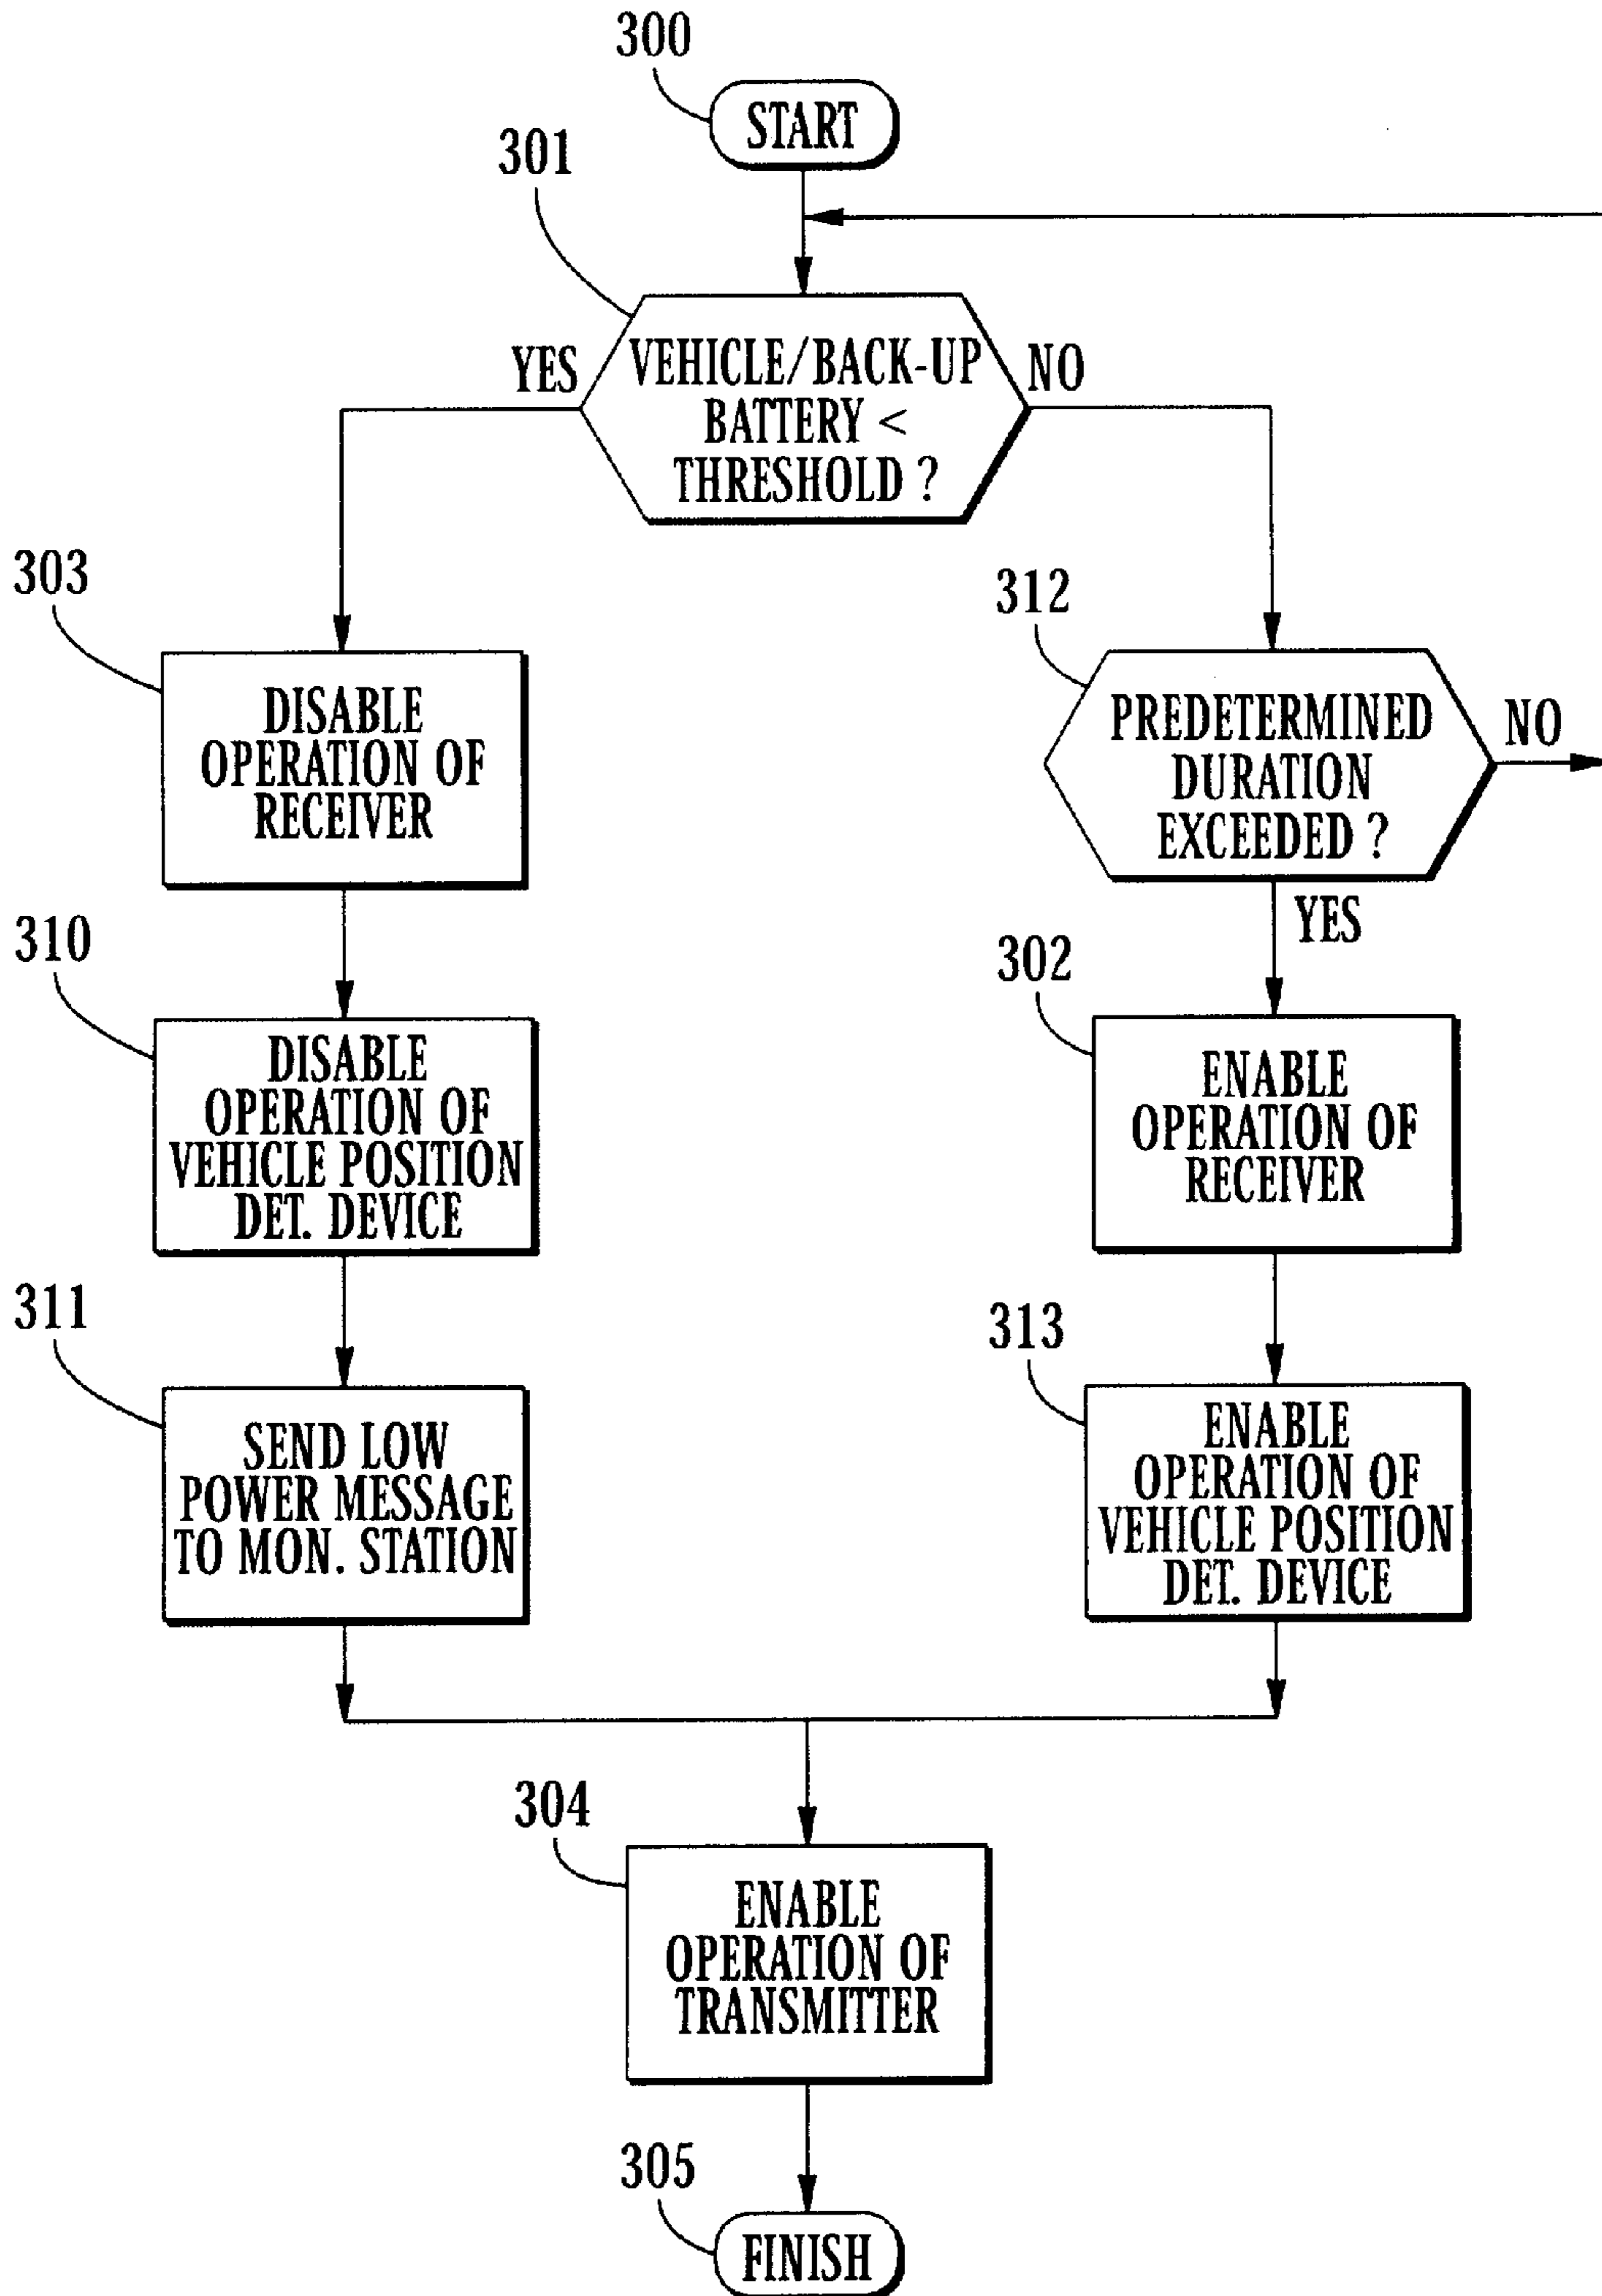 300
START
301
YES
VEHICLE/BACK-UP
BATTERY <
THRESHOLD ?
NO
303
DISABLE
OPERATION OF
RECEIVER
312
PREDETERMINED
DURATION
EXCEEDED ?
NO
YES
310
DISABLE
OPERATION OF
VEHICLE POSITION
DET. DEVICE
302
ENABLE
OPERATION OF
RECEIVER
311
SEND LOW
POWER MESSAGE
TO MON. STATION
313
ENABLE
OPERATION OF
VEHICLE POSITION
DET. DEVICE
304
ENABLE
OPERATION OF
TRANSMITTER
305
FINISH